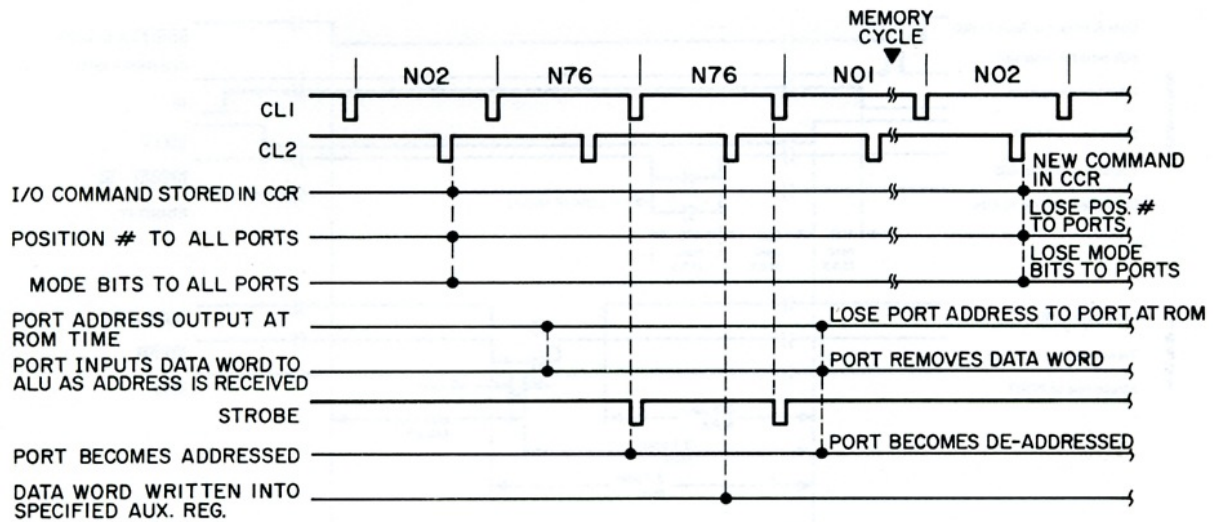 MEMORY
CYCLE
NO2 N76 N76 NO1 NO2
CL1
CL2
I/O COMMAND STORED IN CCR
NEW COMMAND
IN CCR
POSITION # TO ALL PORTS
LOSE POS. #
TO PORTS
MODE BITS TO ALL PORTS
LOSE MODE
BITS TO PORTS
PORT ADDRESS OUTPUT AT
ROM TIME
LOSE PORT ADDRESS TO PORT AT ROM
PORT INPUTS DATA WORD TO
ALU AS ADDRESS IS RECEIVED
PORT REMOVES DATA WORD
STROBE
PORT BECOMES ADDRESSED
PORT BECOMES DE-ADDRESSED
DATA WORD WRITTEN INTO
SPECIFIED AUX. REG.